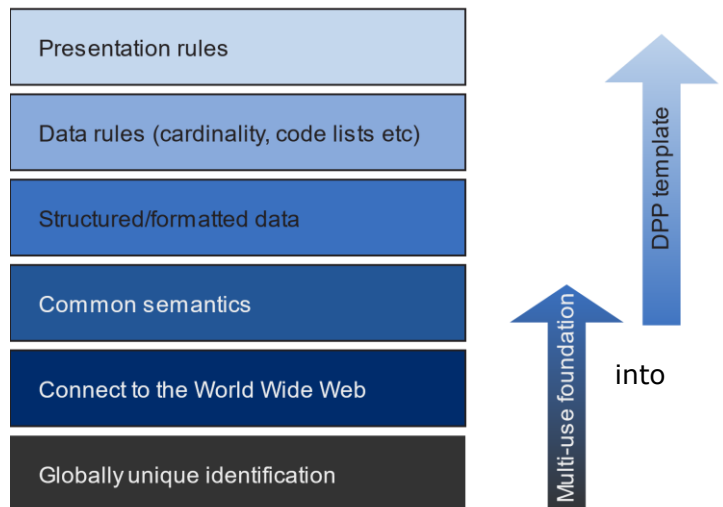 Presentation rules
Data rules (cardinality, code lists etc)
Structured/formatted data
Common semantics
Connect to the World Wide Web
Globally unique identification
Multi-use foundation
into
DPP template